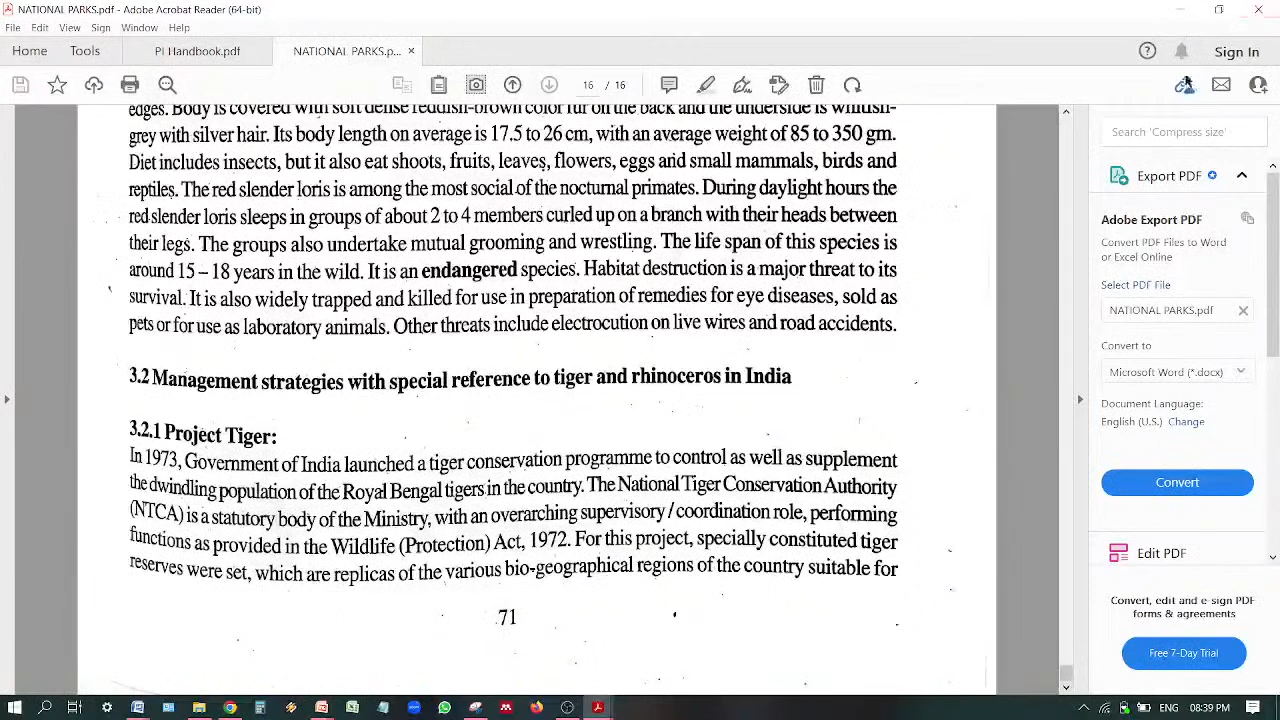 NATIONAL PARKS.pdf - Adobe Acrobat Reader (64-bit)
File Edit View Sign Window Help
Home Tools PI Handbook.pdf NATIONAL PARKS.p... × Sign In
16 / 16
edges. Body is covered with soft dense reddish-brown color fur on the back and the underside is whitish-
grey with silver hair. Its body length on average is 17.5 to 26 cm, with an average weight of 85 to 350 gm.
Diet includes insects, but it also eat shoots, fruits, leaves, flowers, eggs and small mammals, birds and
reptiles. The red slender loris is among the most social of the nocturnal primates. During daylight hours the
red slender loris sleeps in groups of about 2 to 4 members curled up on a branch with their heads between
their legs. The groups also undertake mutual grooming and wrestling. The life span of this species is
around 15 – 18 years in the wild. It is an endangered species. Habitat destruction is a major threat to its
survival. It is also widely trapped and killed for use in preparation of remedies for eye diseases, sold as
pets or for use as laboratory animals. Other threats include electrocution on live wires and road accidents.
3.2 Management strategies with special reference to tiger and rhinoceros in India
3.2.1 Project Tiger:
In 1973, Government of India launched a tiger conservation programme to control as well as supplement
the dwindling population of the Royal Bengal tigers in the country. The National Tiger Conservation Authority
(NTCA) is a statutory body of the Ministry, with an overarching supervisory / coordination role, performing
functions as provided in the Wildlife (Protection) Act, 1972. For this project, specially constituted tiger
reserves were set, which are replicas of the various bio-geographical regions of the country suitable for
71
Search 'Compress size'
Export PDF
Adobe Export PDF
Convert PDF Files to Word
or Excel Online
Select PDF File
NATIONAL PARKS.pdf
Convert to
Microsoft Word (*.docx)
Document Language:
English (U.S.) Change
Convert
Edit PDF
Convert, edit and e-sign PDF
forms & agreements
Free 7-Day Trial
ENG 08:39 PM